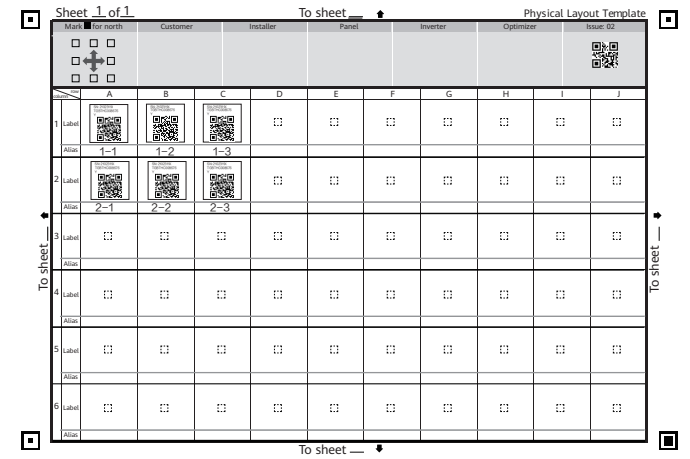 Sheet 1 of 1
To sheet
Physical Layout Template
Mark for north Customer Installer Panel Inverter Optimizer Issue: 02
row
column
A B C D E F G H I J
1 Label
Alias 1-1 1-2 1-3
2 Label
Alias 2-1 2-2 2-3
3 Label
Alias
4 Label
Alias
5 Label
Alias
6 Label
Alias
To sheet
To sheet
To sheet